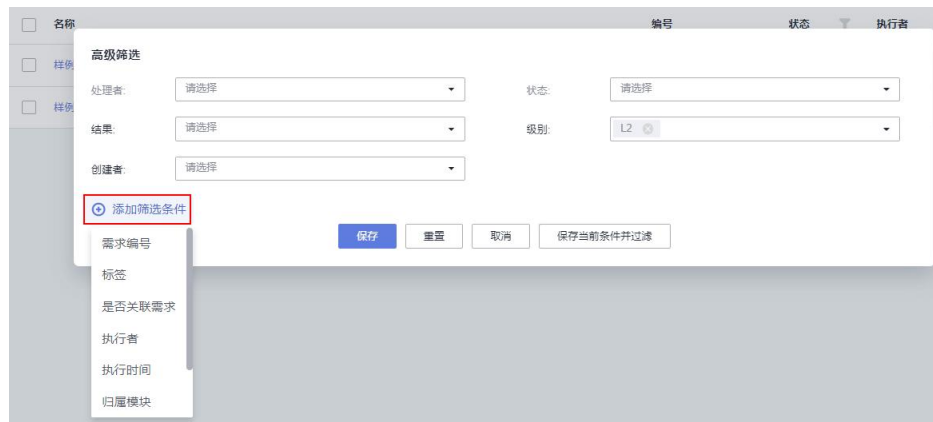 名称 编号 状态 执行者
高级筛选
样例
处理者: 请选择 状态: 请选择
样例
结果: 请选择 级别: L2
创建者: 请选择
添加筛选条件
保存 重置 取消 保存当前条件并过滤
需求编号
标签
是否关联需求
执行者
执行时间
归属模块